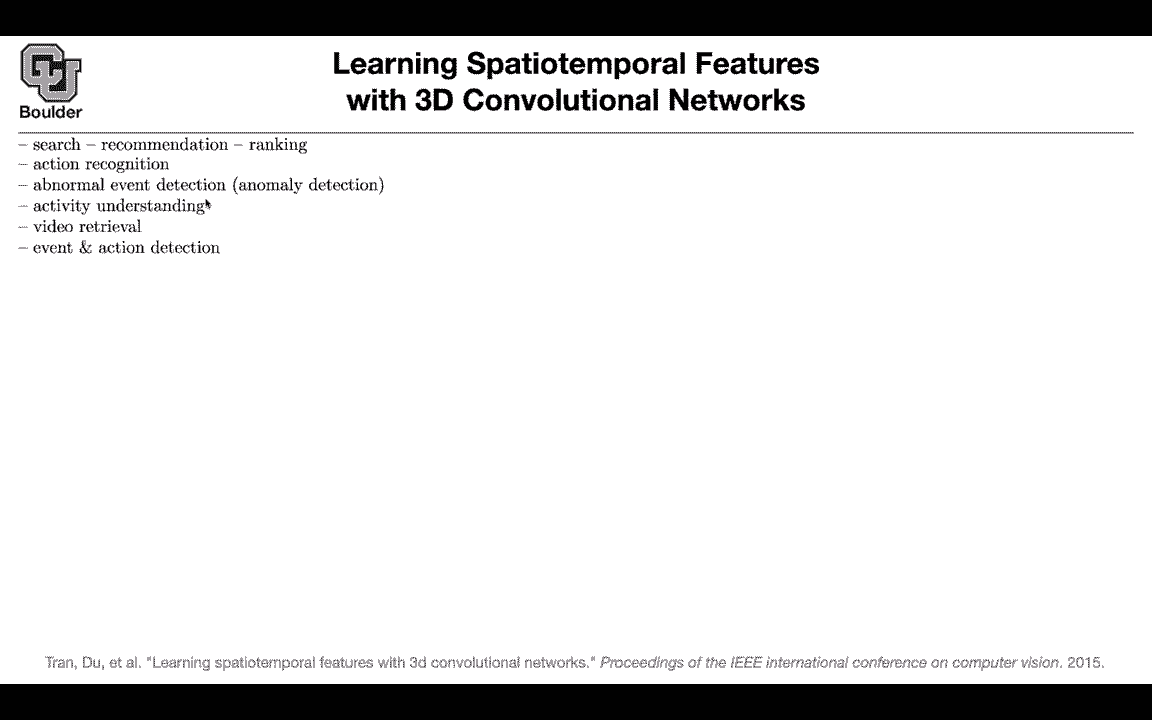 CU
Boulder
Learning Spatiotemporal Features
with 3D Convolutional Networks
– search – recommendation – ranking
– action recognition
– abnormal event detection (anomaly detection)
– activity understanding
– video retrieval
– event & action detection
Tran, Du, et al. "Learning spatiotemporal features with 3d convolutional networks." Proceedings of the IEEE international conference on computer vision. 2015.